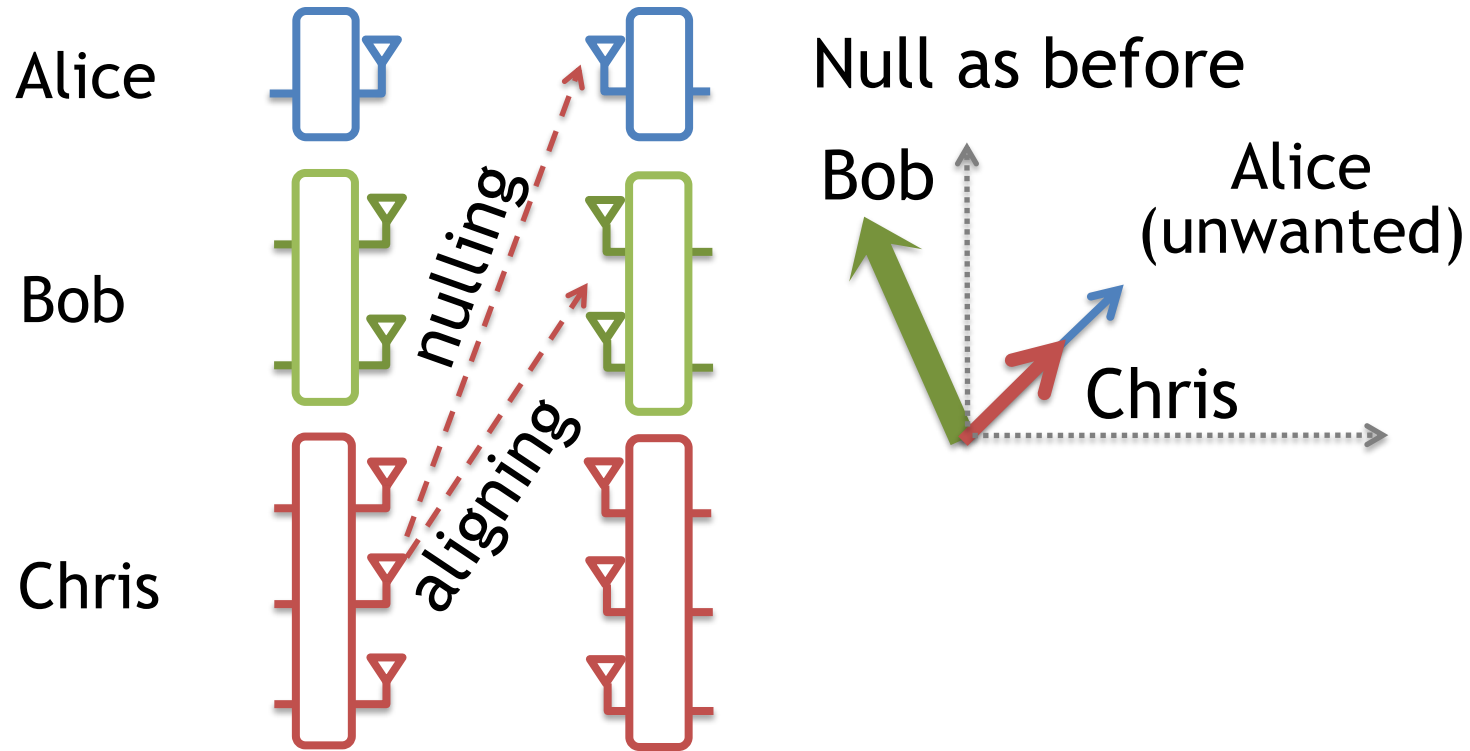 Alice
Bob
Chris
nulling
aligning
Null as before
Bob
Alice
(unwanted)
Chris